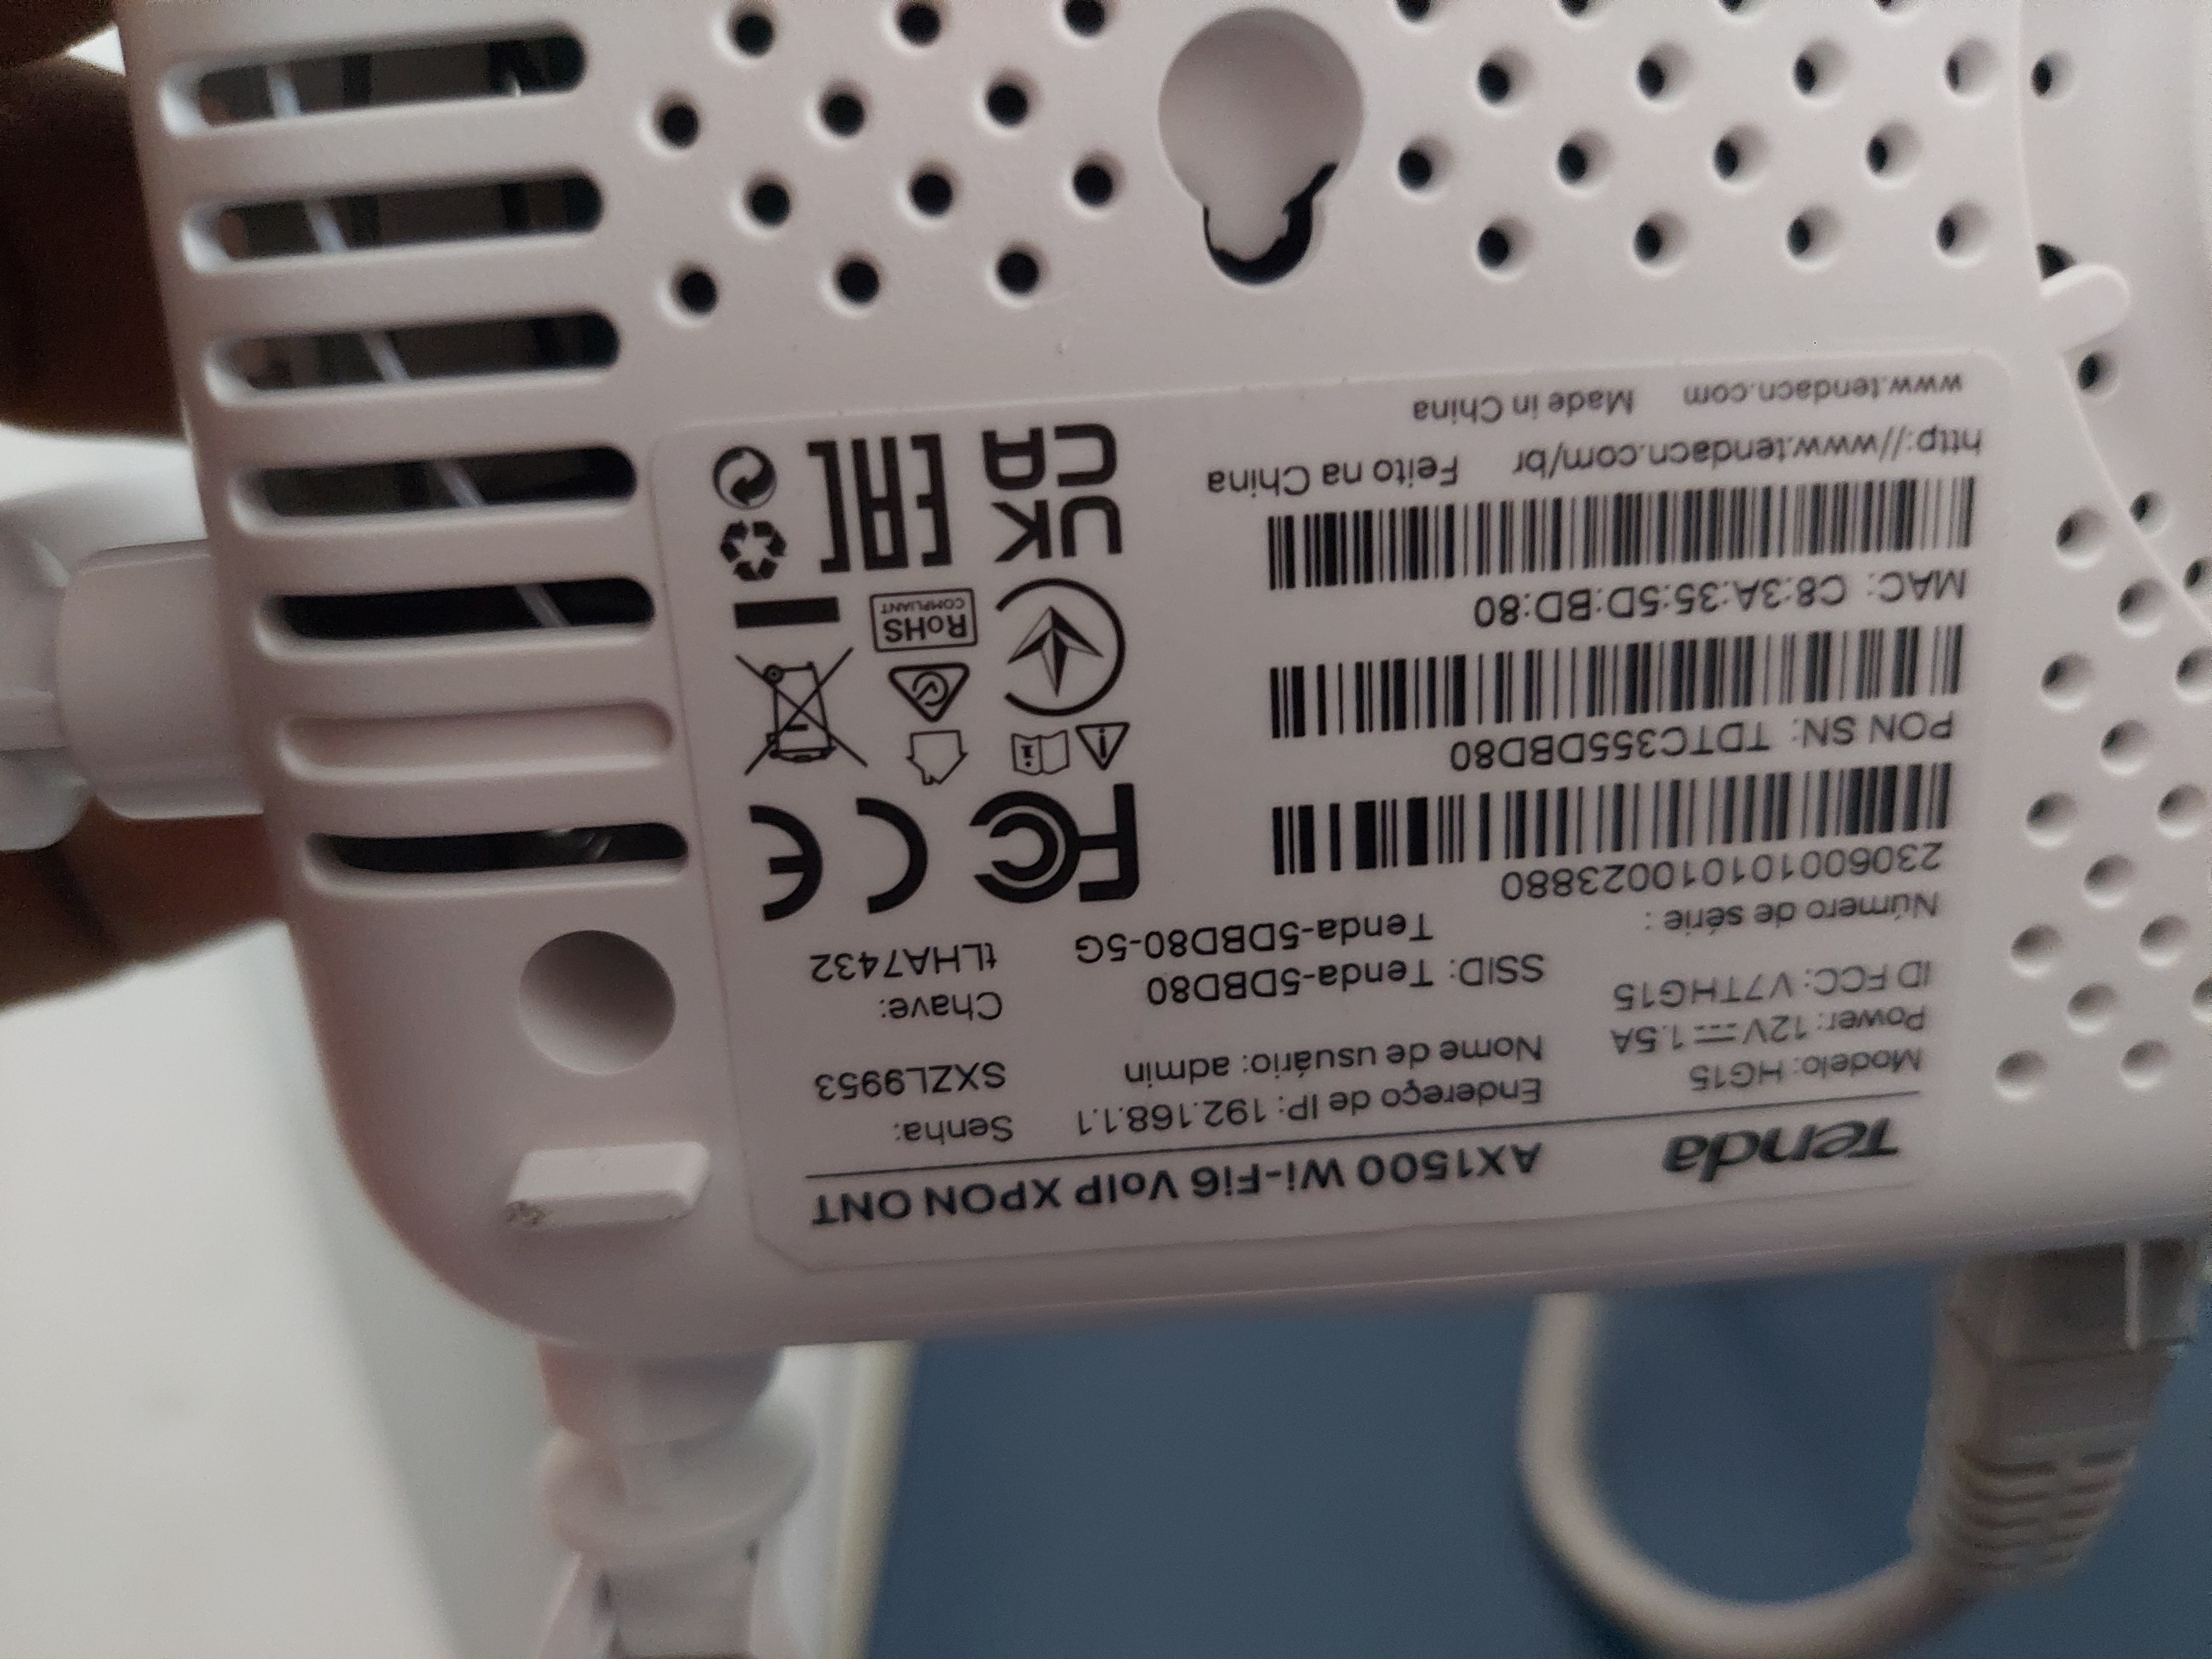 Tenda
AX1500 Wi-Fi6 VoIP XPON ONT
Modelo: HG15
Power: 12V⎓1.5A
ID FCC: V7THG15
Endereço de IP: 192.168.1.1
Nome de usuário: admin
Senha:
SXZL9953
SSID: Tenda-5DBD80
Tenda-5DBD80-5G
Chave:
tLHA7432
Número de série :
2306001010023880
PON SN: TDTC355DBD80
MAC: C8:3A:35:5D:BD:80
FC
CE
RoHS
COMPLIANT
UK
CA
EAC
http://www.tendacn.com/br Feito na China
www.tendacn.com Made in China